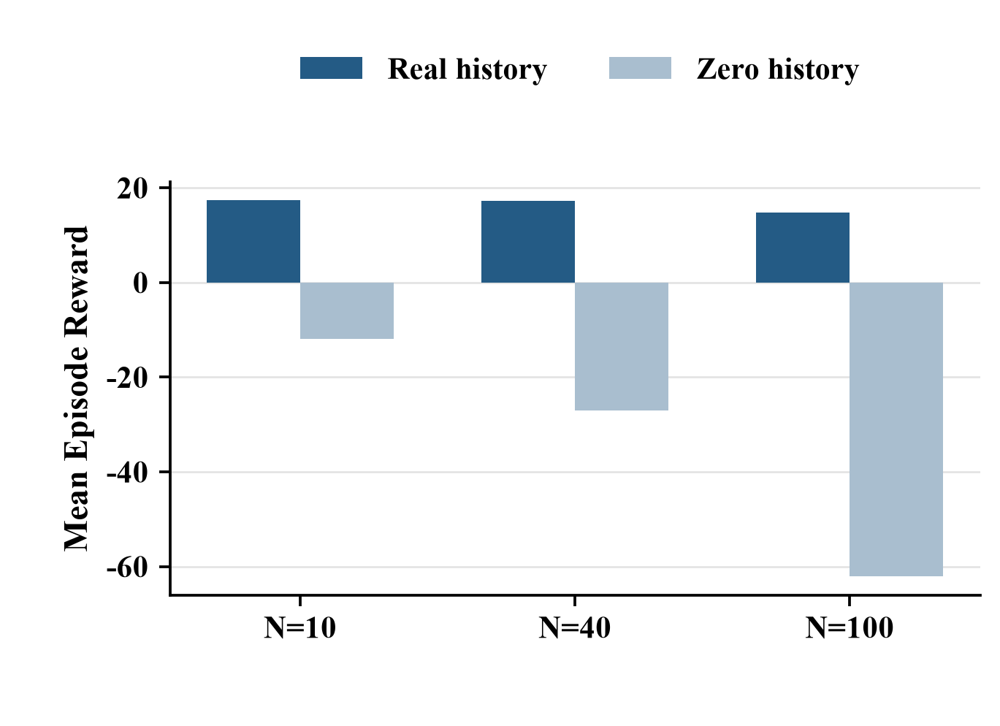 Real history
Zero history
Mean Episode Reward
20
0
-20
-40
-60
N=10
N=40
N=100